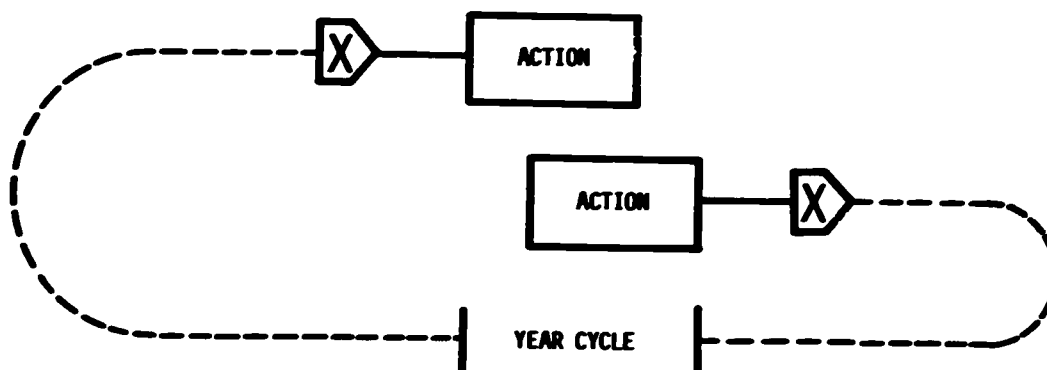 X
ACTION
ACTION
X
YEAR CYCLE